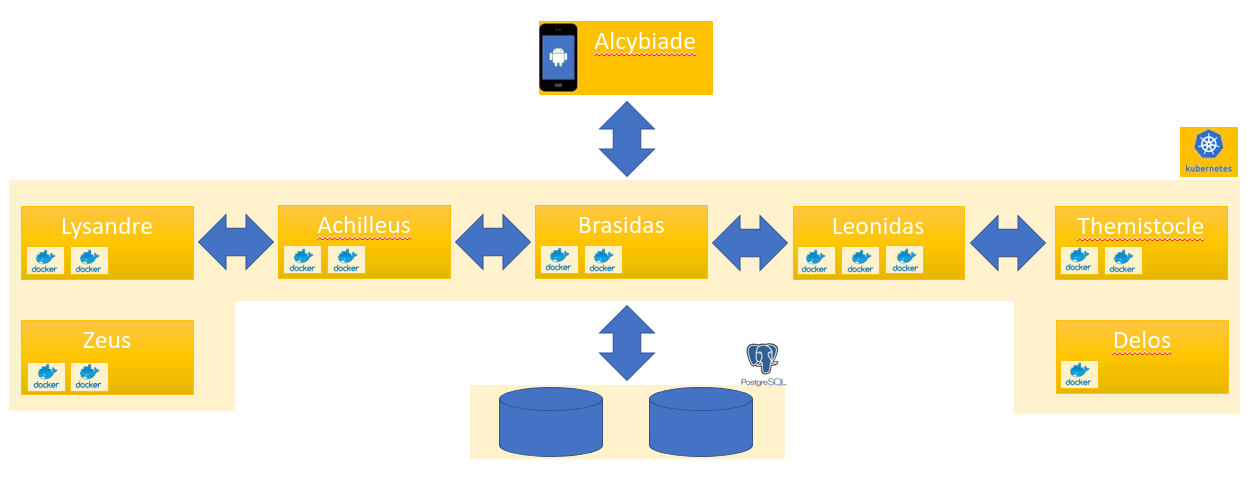 Alcybiade
kubernetes
Lysandre
docker docker
Achilleus
docker docker
Brasidas
docker docker
Leonidas
docker docker docker
Themistocle
docker docker
Zeus
docker docker
Delos
docker
PostgreSQL